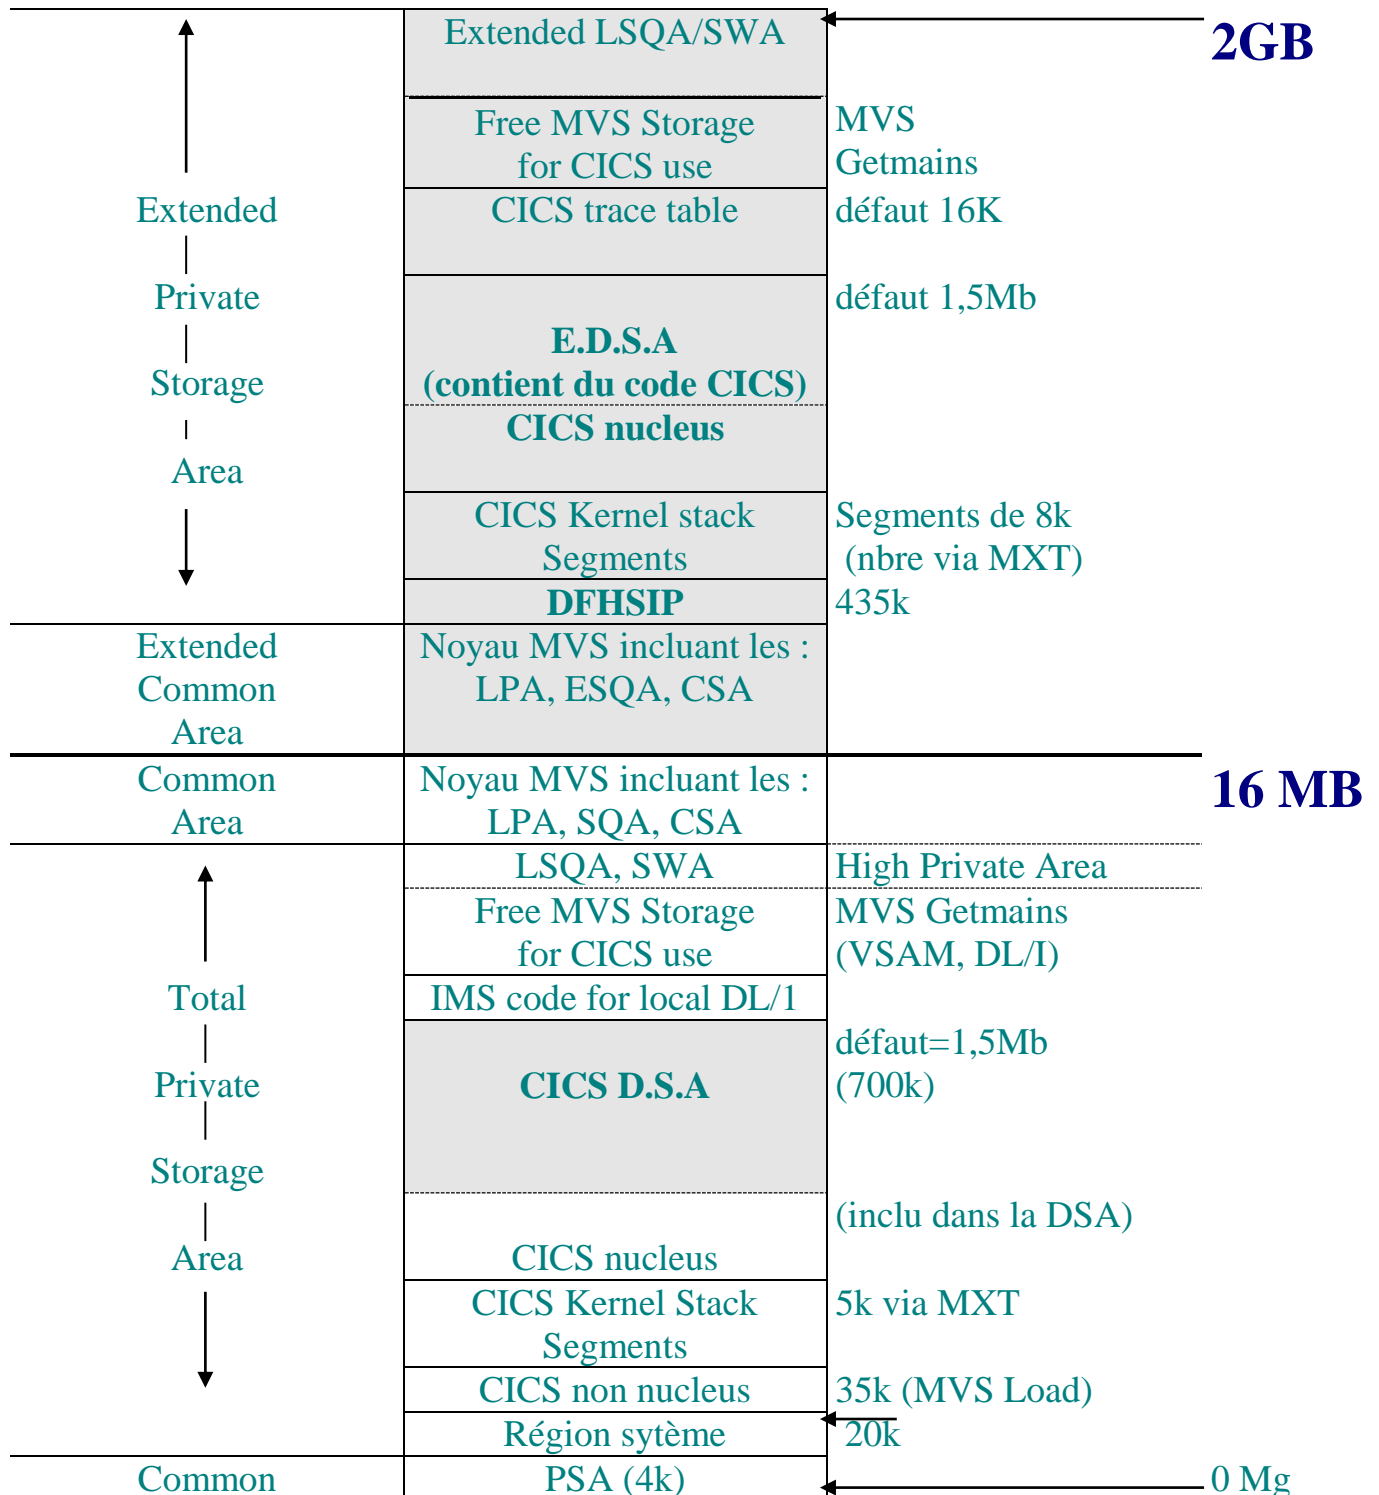 Extended LSQA/SWA
2GB
Free MVS Storage
for CICS use
MVS
Getmains
Extended
CICS trace table
défaut 16K
Private
défaut 1,5Mb
E.D.S.A
Storage
(contient du code CICS)
CICS nucleus
Area
CICS Kernel stack
Segments
Segments de 8k
(nbre via MXT)
DFHSIP
435k
Extended
Common
Area
Noyau MVS incluant les :
LPA, ESQA, CSA
Common
Area
Noyau MVS incluant les :
LPA, SQA, CSA
16 MB
LSQA, SWA
High Private Area
Free MVS Storage
for CICS use
MVS Getmains
(VSAM, DL/I)
Total
IMS code for local DL/1
défaut=1,5Mb
Private
CICS D.S.A
(700k)
Storage
(inclu dans la DSA)
Area
CICS nucleus
CICS Kernel Stack
Segments
5k via MXT
CICS non nucleus
35k (MVS Load)
Région sytème
20k
Common
PSA (4k)
0 Mg